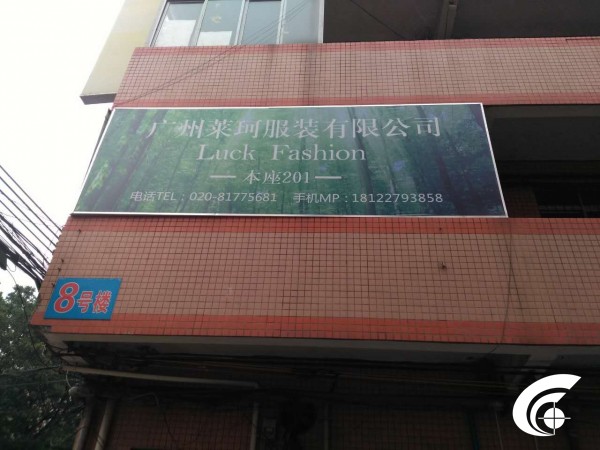 广州莱珂服装有限公司
Luck Fashion
本座201
电话TEL：020-81775681 手机MP：18122793858
8号楼